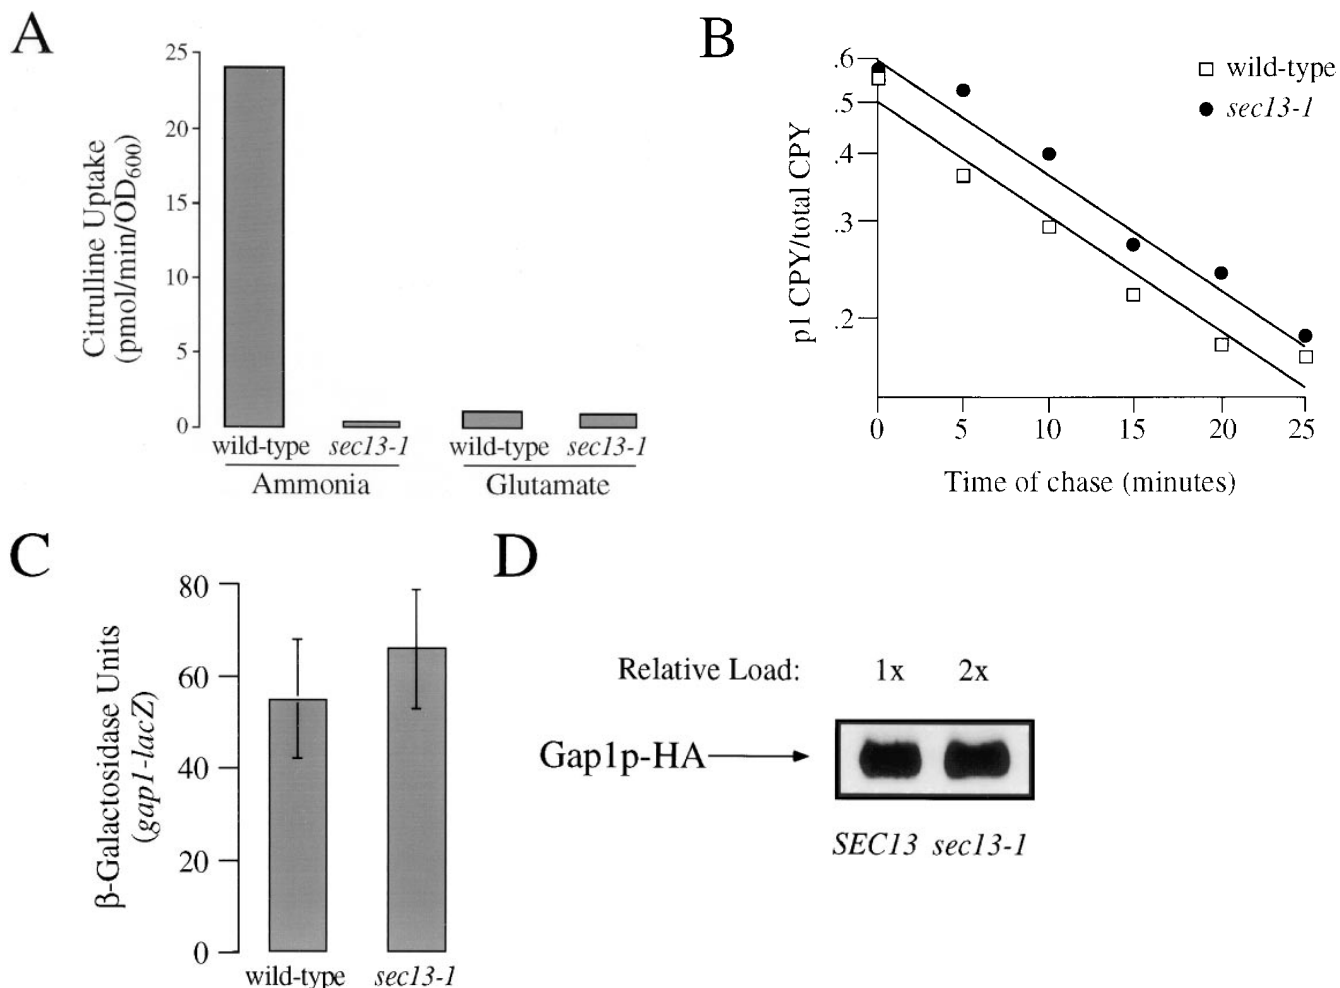 A
25
20
15
10
5
0
Citrulline Uptake
(pmol/min/OD600)
wild-type sec13-1 wild-type sec13-1
Ammonia Glutamate
B
.6
.5
.4
.3
.2
p1 CPY/total CPY
wild-type
sec13-1
0 5 10 15 20 25
Time of chase (minutes)
C
80
60
40
20
0
β-Galactosidase Units
(gap1-lacZ)
wild-type sec13-1
D
Relative Load: 1x 2x
Gap1p-HA
SEC13 sec13-1